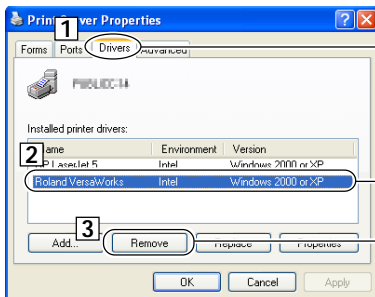 Print Server Properties
1
Forms Ports Drivers Advanced
Installed printer drivers:
Name Environment Version
2
HP LaserJet 5 Intel Windows 2000 or XP
Roland VersaWorks Intel Windows 2000 or XP
3
Add... Remove Replace Properties
OK Cancel Apply